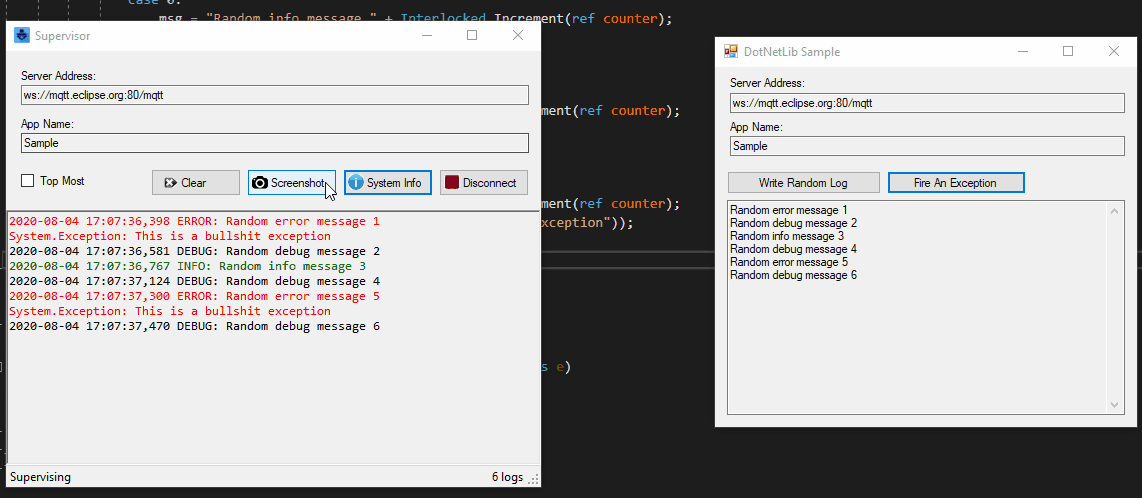 case 6:
msg = "Random info message " + Interlocked.Increment(ref counter);
Supervisor
Server Address:
ws://mqtt.eclipse.org:80/mqtt
App Name:
Sample
Top Most
Clear
Screenshot
System Info
Disconnect
2020-08-04 17:07:36,398 ERROR: Random error message 1
System.Exception: This is a bullshit exception
2020-08-04 17:07:36,581 DEBUG: Random debug message 2
2020-08-04 17:07:36,767 INFO: Random info message 3
2020-08-04 17:07:37,124 DEBUG: Random debug message 4
2020-08-04 17:07:37,300 ERROR: Random error message 5
System.Exception: This is a bullshit exception
2020-08-04 17:07:37,470 DEBUG: Random debug message 6
Supervising
6 logs
ment(ref counter);
ment(ref counter);
xception"));
s e)
DotNetLib Sample
Server Address:
ws://mqtt.eclipse.org:80/mqtt
App Name:
Sample
Write Random Log
Fire An Exception
Random error message 1
Random debug message 2
Random info message 3
Random debug message 4
Random error message 5
Random debug message 6